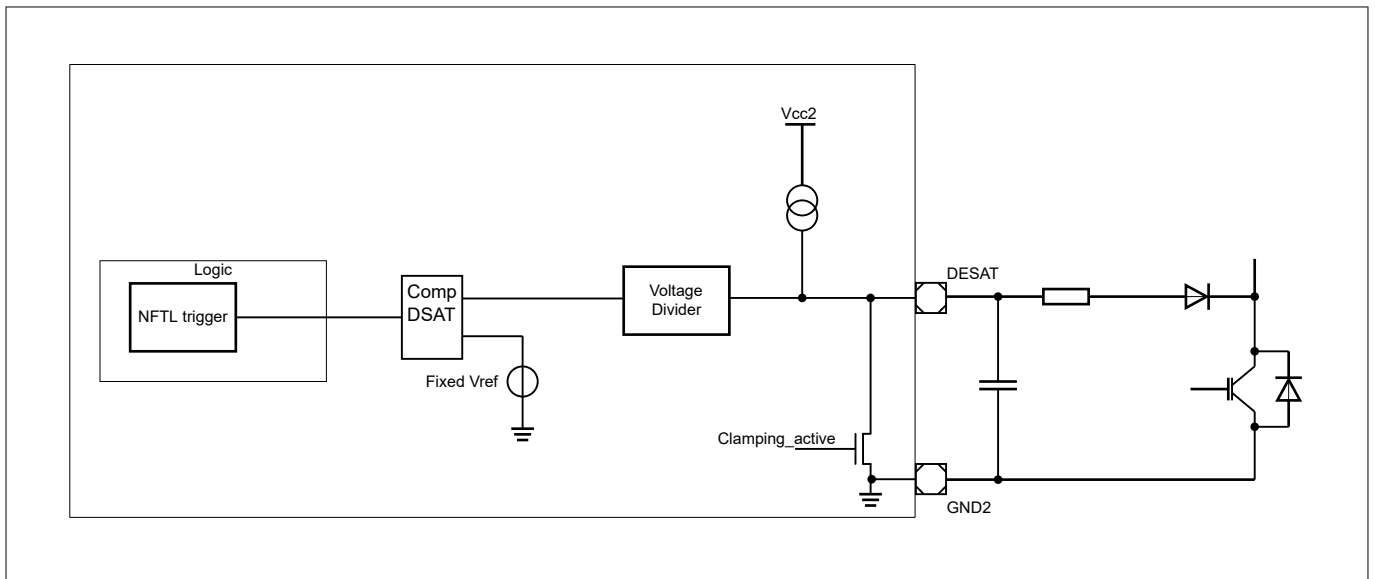 Vcc2
Logic
NFTL trigger
Comp
DSAT
Fixed Vref
Voltage
Divider
DESAT
Clamping_active
GND2